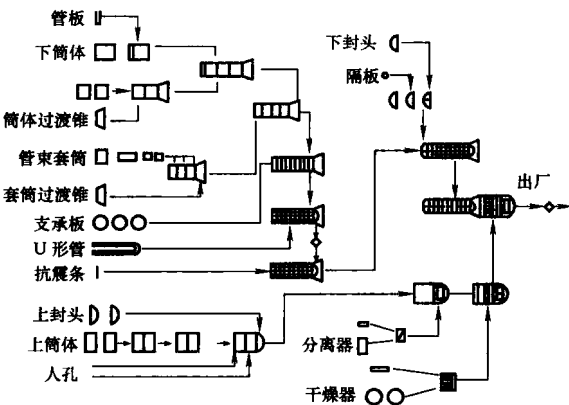 管板
下筒体
筒体过渡锥
管束套筒
套筒过渡锥
支承板
U形管
抗震条
上封头
上筒体
人孔
下封头
隔板
出厂
分离器
干燥器